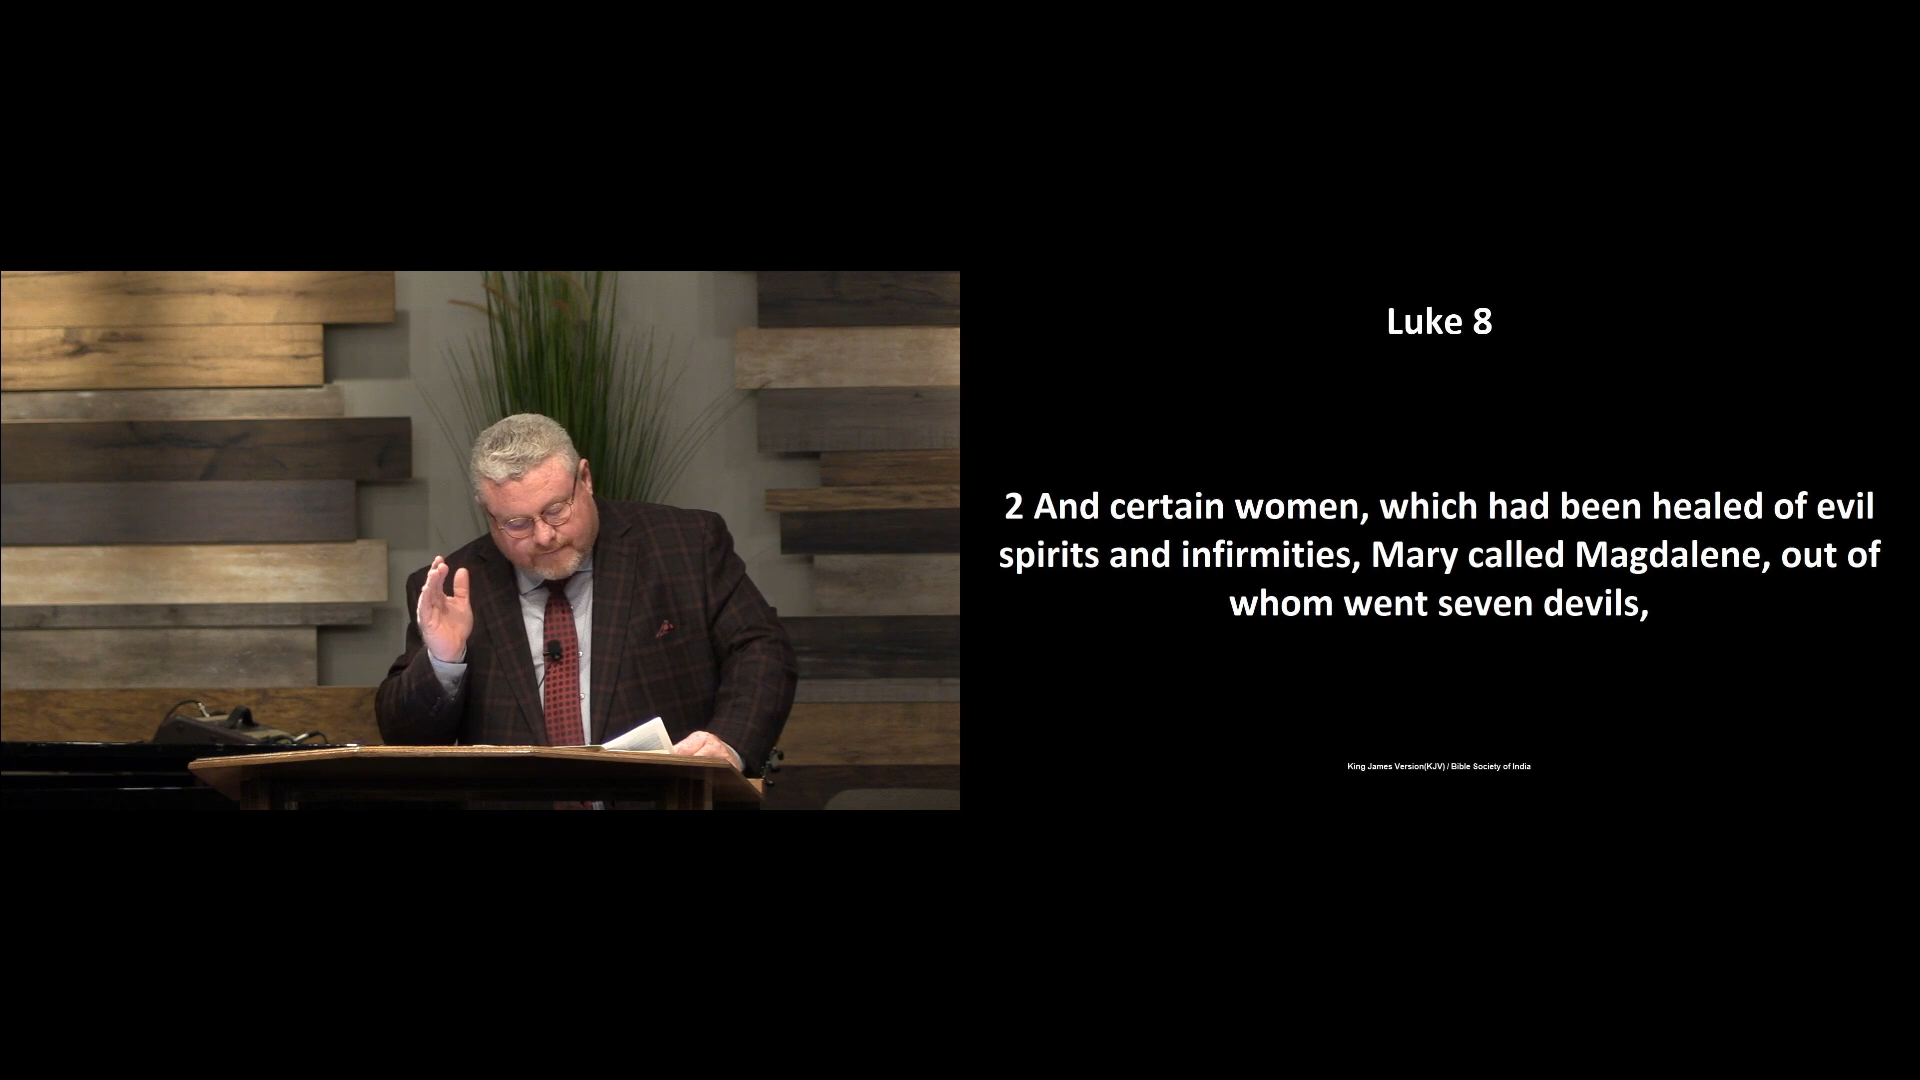 Luke 8
2 And certain women, which had been healed of evil
spirits and infirmities, Mary called Magdalene, out of
whom went seven devils,
King James Version(KJV) / Bible Society of India